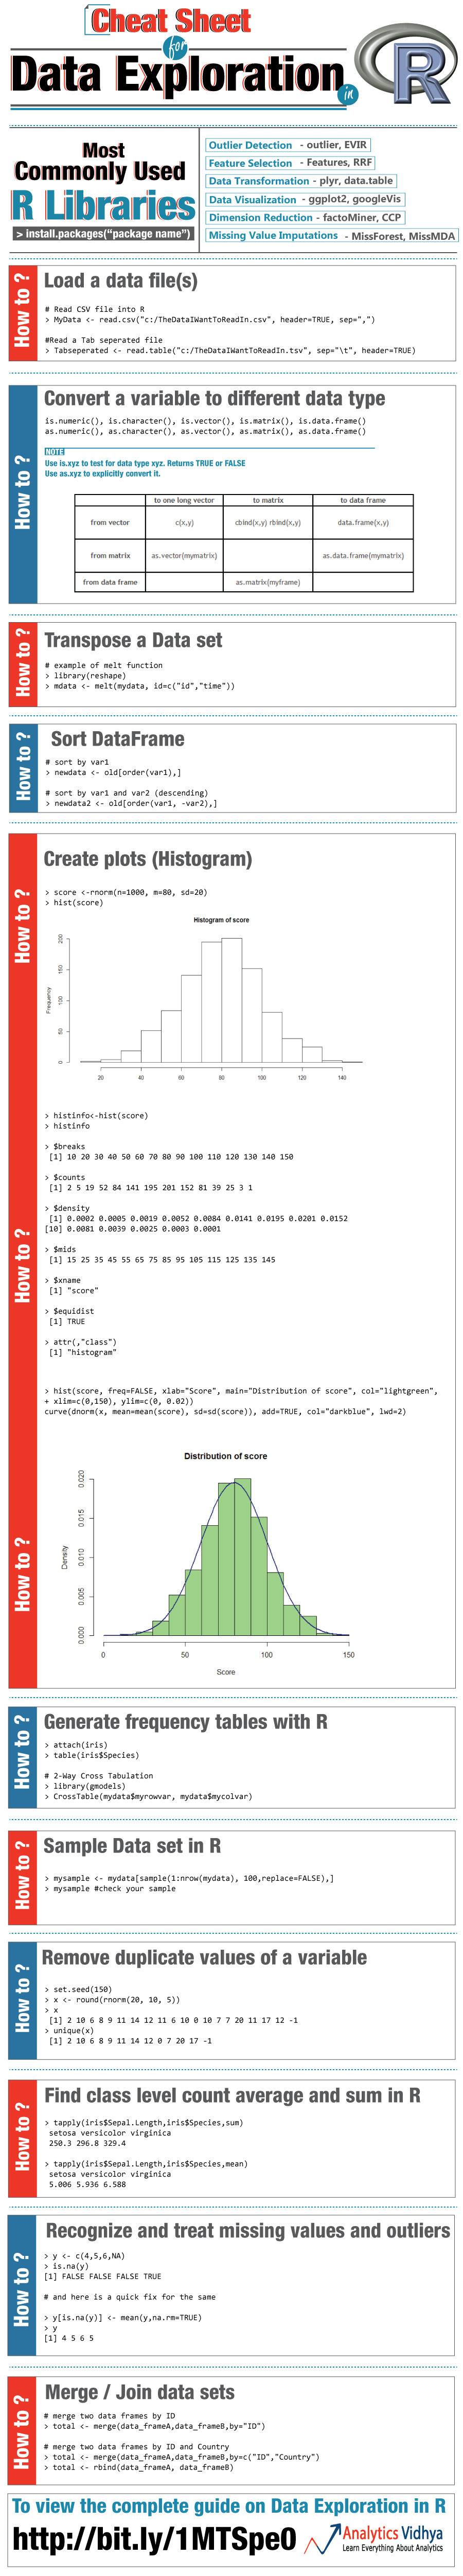 Cheat Sheet
for
Data Exploration
in
R
Most
Commonly Used
R Libraries
> install.packages(“package name”)
Outlier Detection - outlier, EVIR
Feature Selection - Features, RRF
Data Transformation - plyr, data.table
Data Visualization - ggplot2, googleVis
Dimension Reduction - factoMiner, CCP
Missing Value Imputations - MissForest, MissMDA
How to ?
Load a data file(s)
# Read CSV file into R
> MyData <- read.csv("c:/TheDataIWantToReadIn.csv", header=TRUE, sep=",")
#Read a Tab seperated file
> Tabseperated <- read.table("c:/TheDataIWantToReadIn.tsv", sep="\t", header=TRUE)
How to ?
Convert a variable to different data type
is.numeric(), is.character(), is.vector(), is.matrix(), is.data.frame()
as.numeric(), as.character(), as.vector(), as.matrix(), as.data.frame()
NOTE
Use is.xyz to test for data type xyz. Returns TRUE or FALSE
Use as.xyz to explicitly convert it.
to one long vector to matrix to data frame
from vector c(x,y) cbind(x,y) rbind(x,y) data.frame(x,y)
from matrix as.vector(mymatrix) as.data.frame(mymatrix)
from data frame as.matrix(myframe)
How to ?
Transpose a Data set
# example of melt function
> library(reshape)
> mdata <- melt(mydata, id=c("id","time"))
How to ?
Sort DataFrame
# sort by var1
> newdata <- old[order(var1),]
# sort by var1 and var2 (descending)
> newdata2 <- old[order(var1, -var2),]
How to ?
Create plots (Histogram)
> score <-rnorm(n=1000, m=80, sd=20)
> hist(score)
Histogram of score
Frequency
200
150
100
50
0
20 40 60 80 100 120 140
How to ?
> histinfo<-hist(score)
> histinfo
> $breaks
[1] 10 20 30 40 50 60 70 80 90 100 110 120 130 140 150
> $counts
[1] 2 5 19 52 84 141 195 201 152 81 39 25 3 1
> $density
[1] 0.0002 0.0005 0.0019 0.0052 0.0084 0.0141 0.0195 0.0201 0.0152
[10] 0.0081 0.0039 0.0025 0.0003 0.0001
> $mids
[1] 15 25 35 45 55 65 75 85 95 105 115 125 135 145
> $xname
[1] "score"
> $equidist
[1] TRUE
> attr(,"class")
[1] "histogram"
> hist(score, freq=FALSE, xlab="Score", main="Distribution of score", col="lightgreen",
+ xlim=c(0,150), ylim=c(0, 0.02))
curve(dnorm(x, mean=mean(score), sd=sd(score)), add=TRUE, col="darkblue", lwd=2)
How to ?
Distribution of score
Density
0.020
0.015
0.010
0.005
0.000
0 50 100 150
Score
How to ?
Generate frequency tables with R
> attach(iris)
> table(iris$Species)
# 2-Way Cross Tabulation
> library(gmodels)
> CrossTable(mydata$myrowvar, mydata$mycolvar)
How to ?
Sample Data set in R
> mysample <- mydata[sample(1:nrow(mydata), 100,replace=FALSE),]
> mysample #check your sample
How to ?
Remove duplicate values of a variable
> set.seed(150)
> x <- round(rnorm(20, 10, 5))
> x
[1] 2 10 6 8 9 11 14 12 11 6 10 0 10 7 7 20 11 17 12 -1
> unique(x)
[1] 2 10 6 8 9 11 14 12 0 7 20 17 -1
How to ?
Find class level count average and sum in R
> tapply(iris$Sepal.Length,iris$Species,sum)
setosa versicolor virginica
250.3 296.8 329.4
> tapply(iris$Sepal.Length,iris$Species,mean)
setosa versicolor virginica
5.006 5.936 6.588
How to ?
Recognize and treat missing values and outliers
> y <- c(4,5,6,NA)
> is.na(y)
[1] FALSE FALSE FALSE TRUE
# and here is a quick fix for the same
> y[is.na(y)] <- mean(y,na.rm=TRUE)
> y
[1] 4 5 6 5
How to ?
Merge / Join data sets
# merge two data frames by ID
> total <- merge(data_frameA,data_frameB,by="ID")
# merge two data frames by ID and Country
> total <- merge(data_frameA,data_frameB,by=c("ID","Country")
> total <- rbind(data_frameA, data_frameB)
To view the complete guide on Data Exploration in R
http://bit.ly/1MTSpe0
Analytics Vidhya
Learn Everything About Analytics